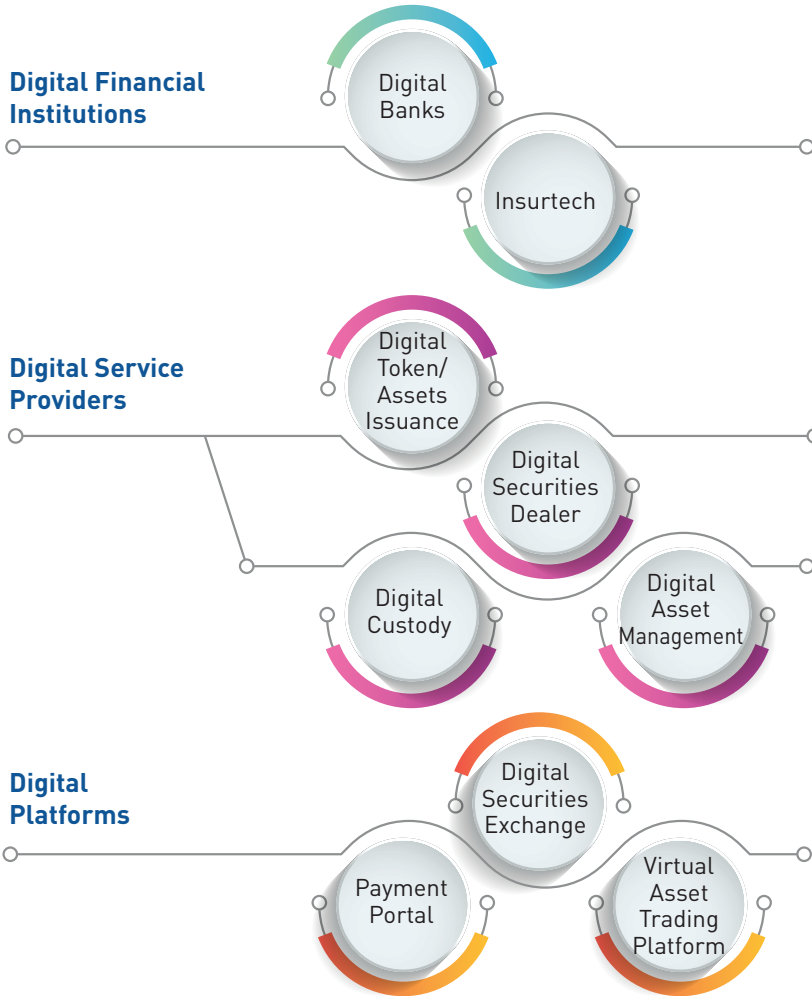 Digital Financial
Institutions
Digital
Banks
Insurtech
Digital Service
Providers
Digital
Token/
Assets
Issuance
Digital
Securities
Dealer
Digital
Custody
Digital
Asset
Management
Digital
Platforms
Digital
Securities
Exchange
Payment
Portal
Virtual
Asset
Trading
Platform